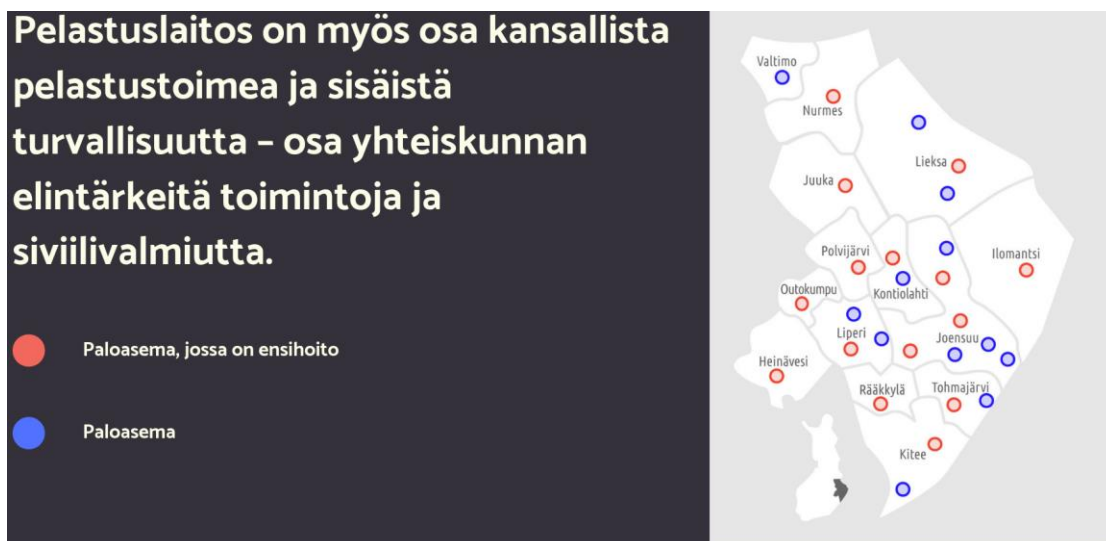 Pelastuslaitos on myös osa kansallista
pelastustoimea ja sisäistä
turvallisuutta – osa yhteiskunnan
elintärkeitä toimintoja ja
siviilivalmiutta.
Paloasema, jossa on ensihoito
Paloasema
Valtimo
Nurmes
Lieksa
Juuka
Polvijärvi
Ilomantsi
Outokumpu
Kontiolahti
Liperi
Joensuu
Heinävesi
Rääkkylä
Tohmajärvi
Kitee